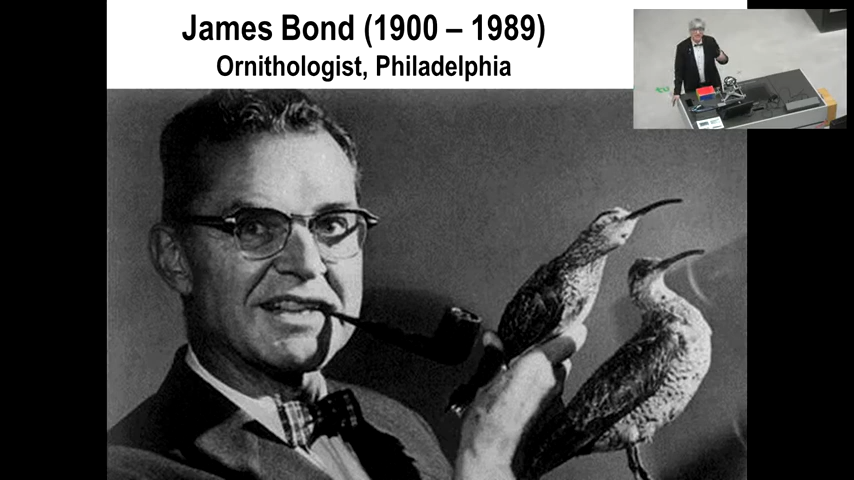 James Bond (1900 – 1989)
Ornithologist, Philadelphia